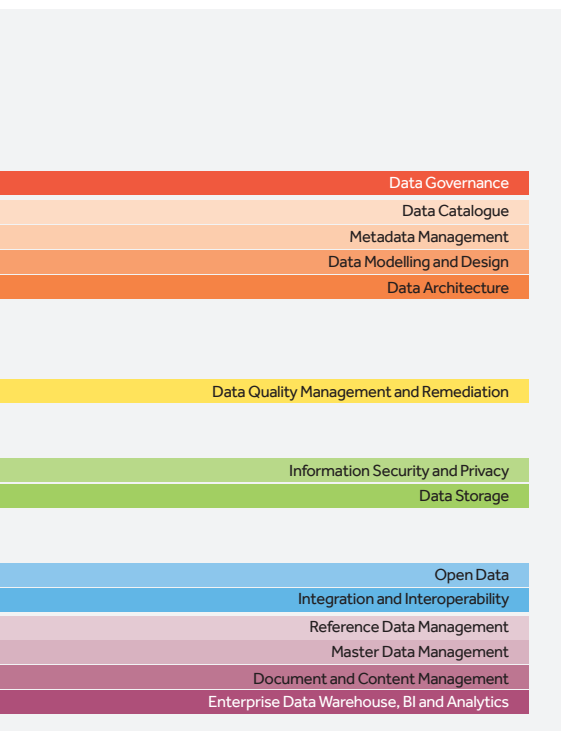 Data Governance
Data Catalogue
Metadata Management
Data Modelling and Design
Data Architecture
Data Quality Management and Remediation
Information Security and Privacy
Data Storage
Open Data
Integration and Interoperability
Reference Data Management
Master Data Management
Document and Content Management
Enterprise Data Warehouse, BI and Analytics